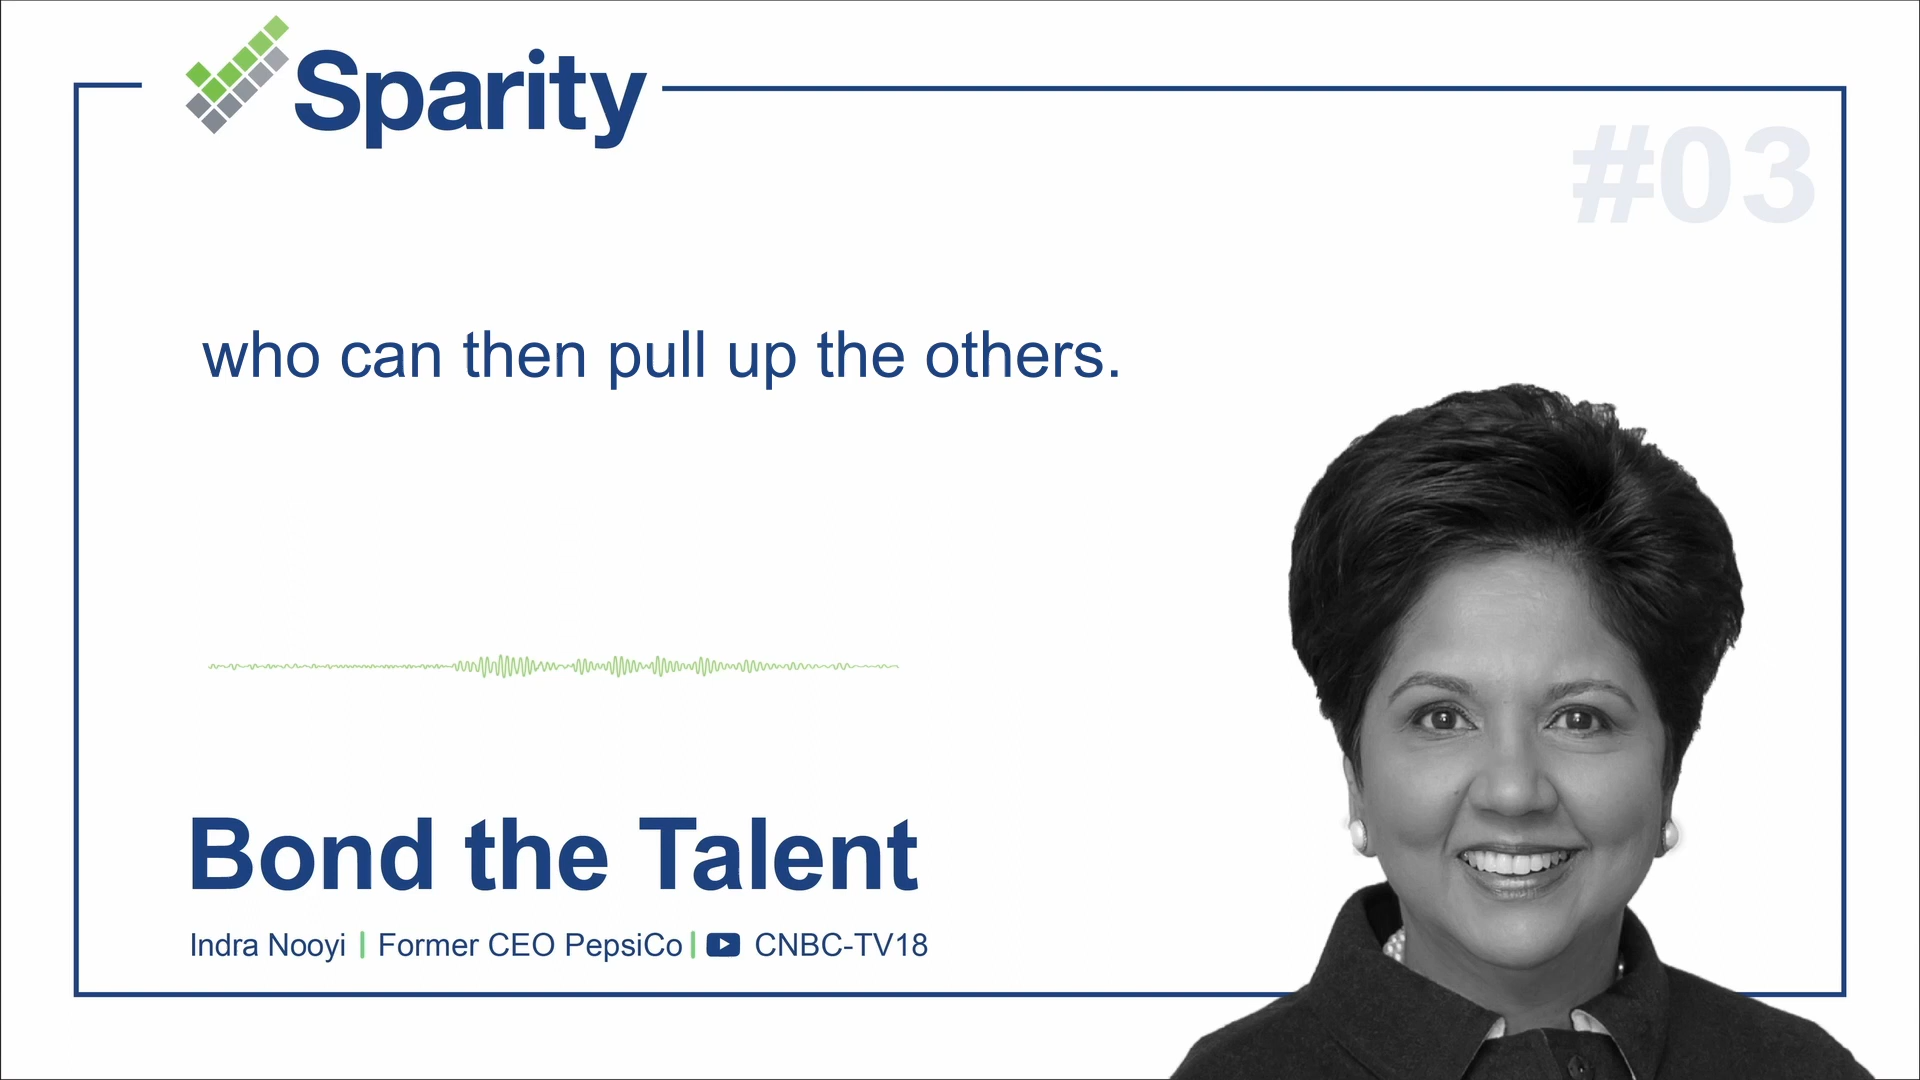 Sparity
#03
who can then pull up the others.
Bond the Talent
Indra Nooyi | Former CEO PepsiCo | CNBC-TV18